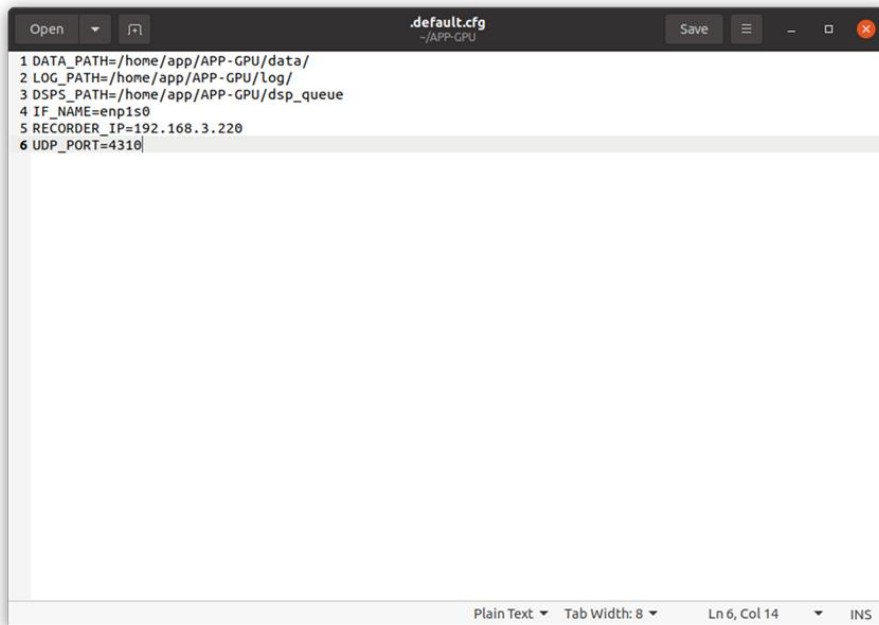 Open
.default.cfg
~/APP-GPU
Save
1 DATA_PATH=/home/app/APP-GPU/data/
2 LOG_PATH=/home/app/APP-GPU/log/
3 DSPS_PATH=/home/app/APP-GPU/dsp_queue
4 IF_NAME=enp1s0
5 RECORDER_IP=192.168.3.220
6 UDP_PORT=4310
Plain Text Tab Width: 8 Ln 6, Col 14 INS